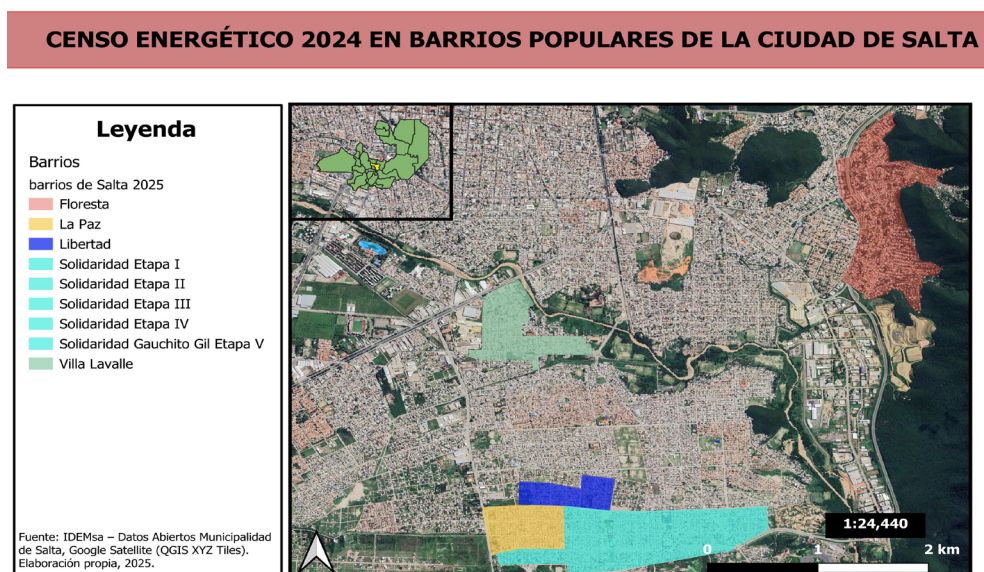 CENSO ENERGÉTICO 2024 EN BARRIOS POPULARES DE LA CIUDAD DE SALTA
Leyenda
Barrios
barrios de Salta 2025
Floresta
La Paz
Libertad
Solidaridad Etapa I
Solidaridad Etapa II
Solidaridad Etapa III
Solidaridad Etapa IV
Solidaridad Gauchito Gil Etapa V
Villa Lavalle
Fuente: IDEMsa – Datos Abiertos Municipalidad
de Salta, Google Satellite (QGIS XYZ Tiles).
Elaboración propia, 2025.
1:24,440
0 1 2 km